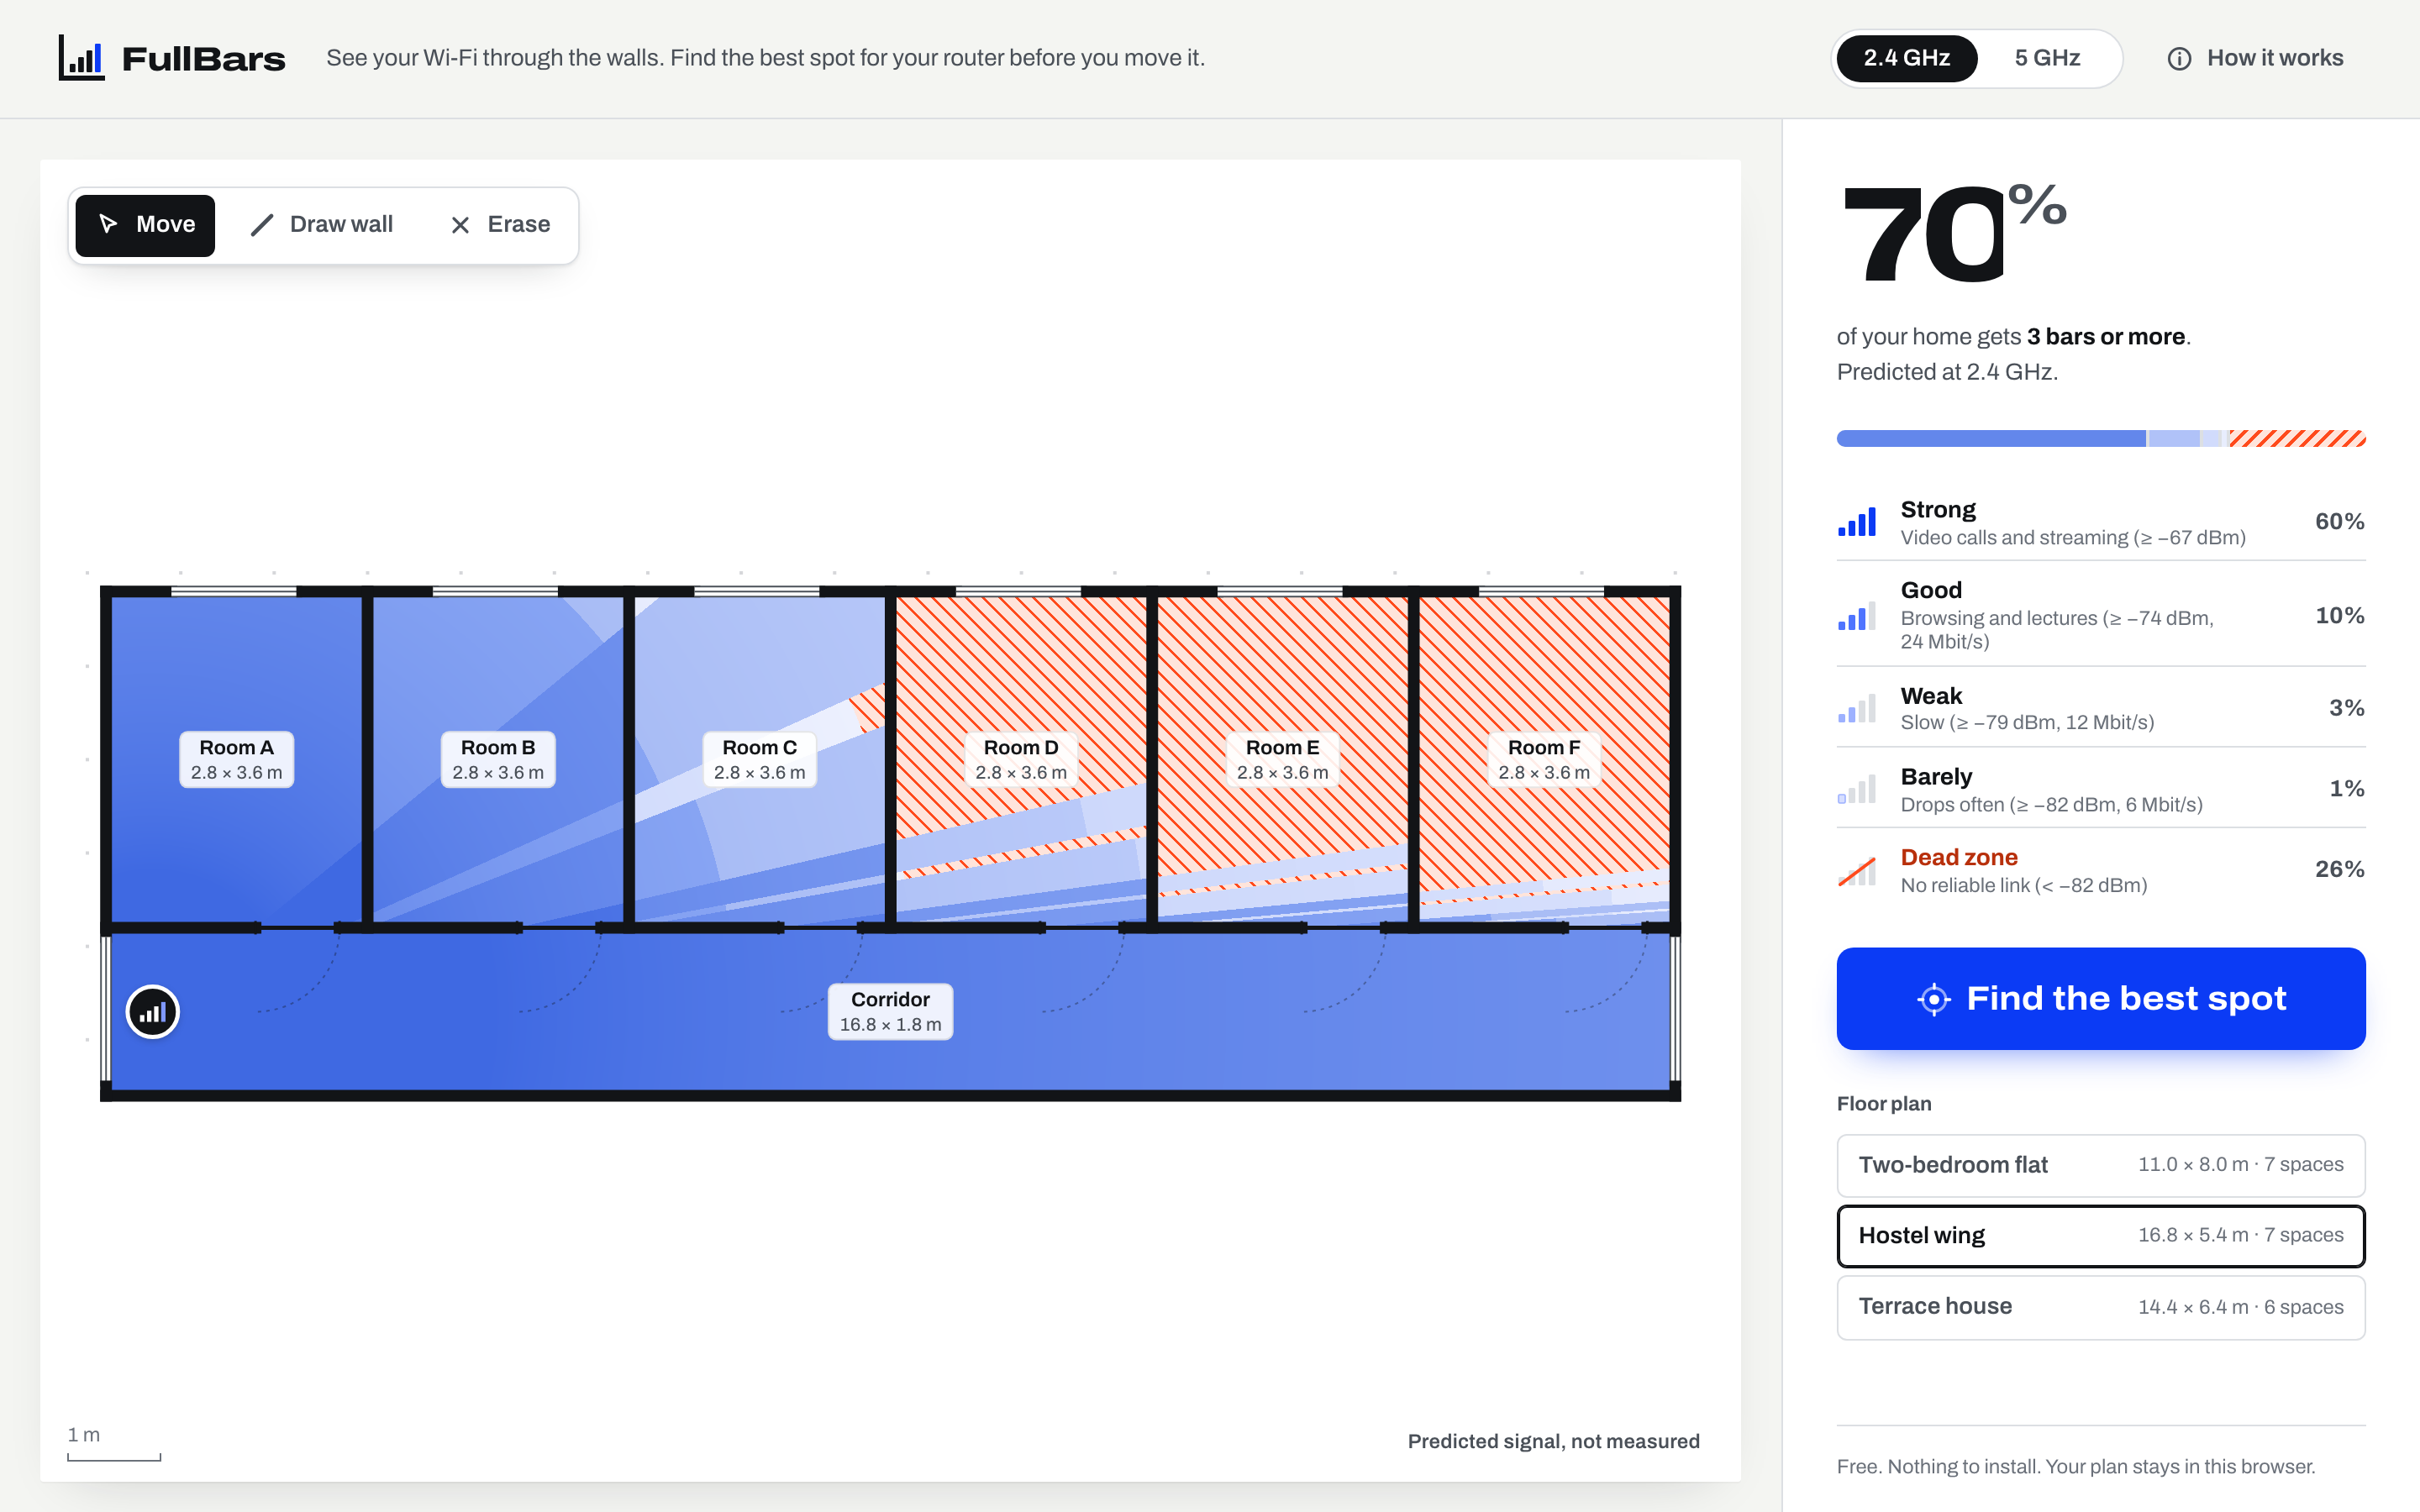 FullBars
See your Wi-Fi through the walls. Find the best spot for your router before you move it.
2.4 GHz
5 GHz
How it works
Move
Draw wall
Erase
Room A
2.8 × 3.6 m
Room B
2.8 × 3.6 m
Room C
2.8 × 3.6 m
Room D
2.8 × 3.6 m
Room E
2.8 × 3.6 m
Room F
2.8 × 3.6 m
Corridor
16.8 × 1.8 m
1 m
Predicted signal, not measured
70%
of your home gets 3 bars or more.
Predicted at 2.4 GHz.
Strong
Video calls and streaming (≥ −67 dBm)
60%
Good
Browsing and lectures (≥ −74 dBm,
24 Mbit/s)
10%
Weak
Slow (≥ −79 dBm, 12 Mbit/s)
3%
Barely
Drops often (≥ −82 dBm, 6 Mbit/s)
1%
Dead zone
No reliable link (< −82 dBm)
26%
Find the best spot
Floor plan
Two-bedroom flat
11.0 × 8.0 m · 7 spaces
Hostel wing
16.8 × 5.4 m · 7 spaces
Terrace house
14.4 × 6.4 m · 6 spaces
Free. Nothing to install. Your plan stays in this browser.